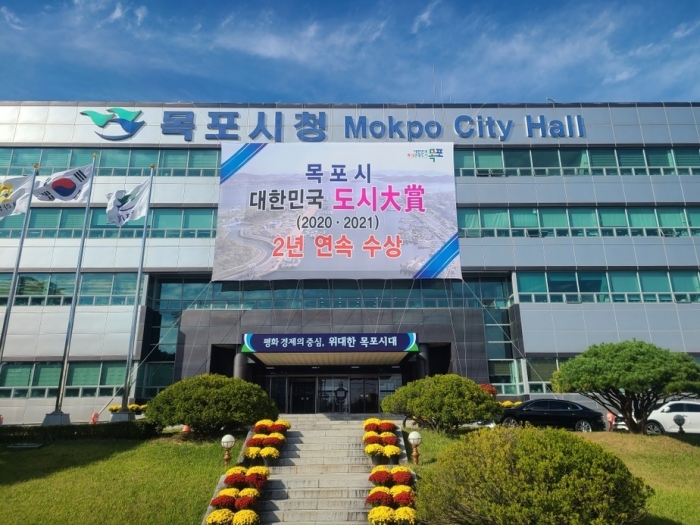 목포시청 Mokpo City Hall
목포
목포시
대한민국 도시大賞
(2020·2021)
2년 연속 수상
평화 경제의 중심, 위대한 목포시대